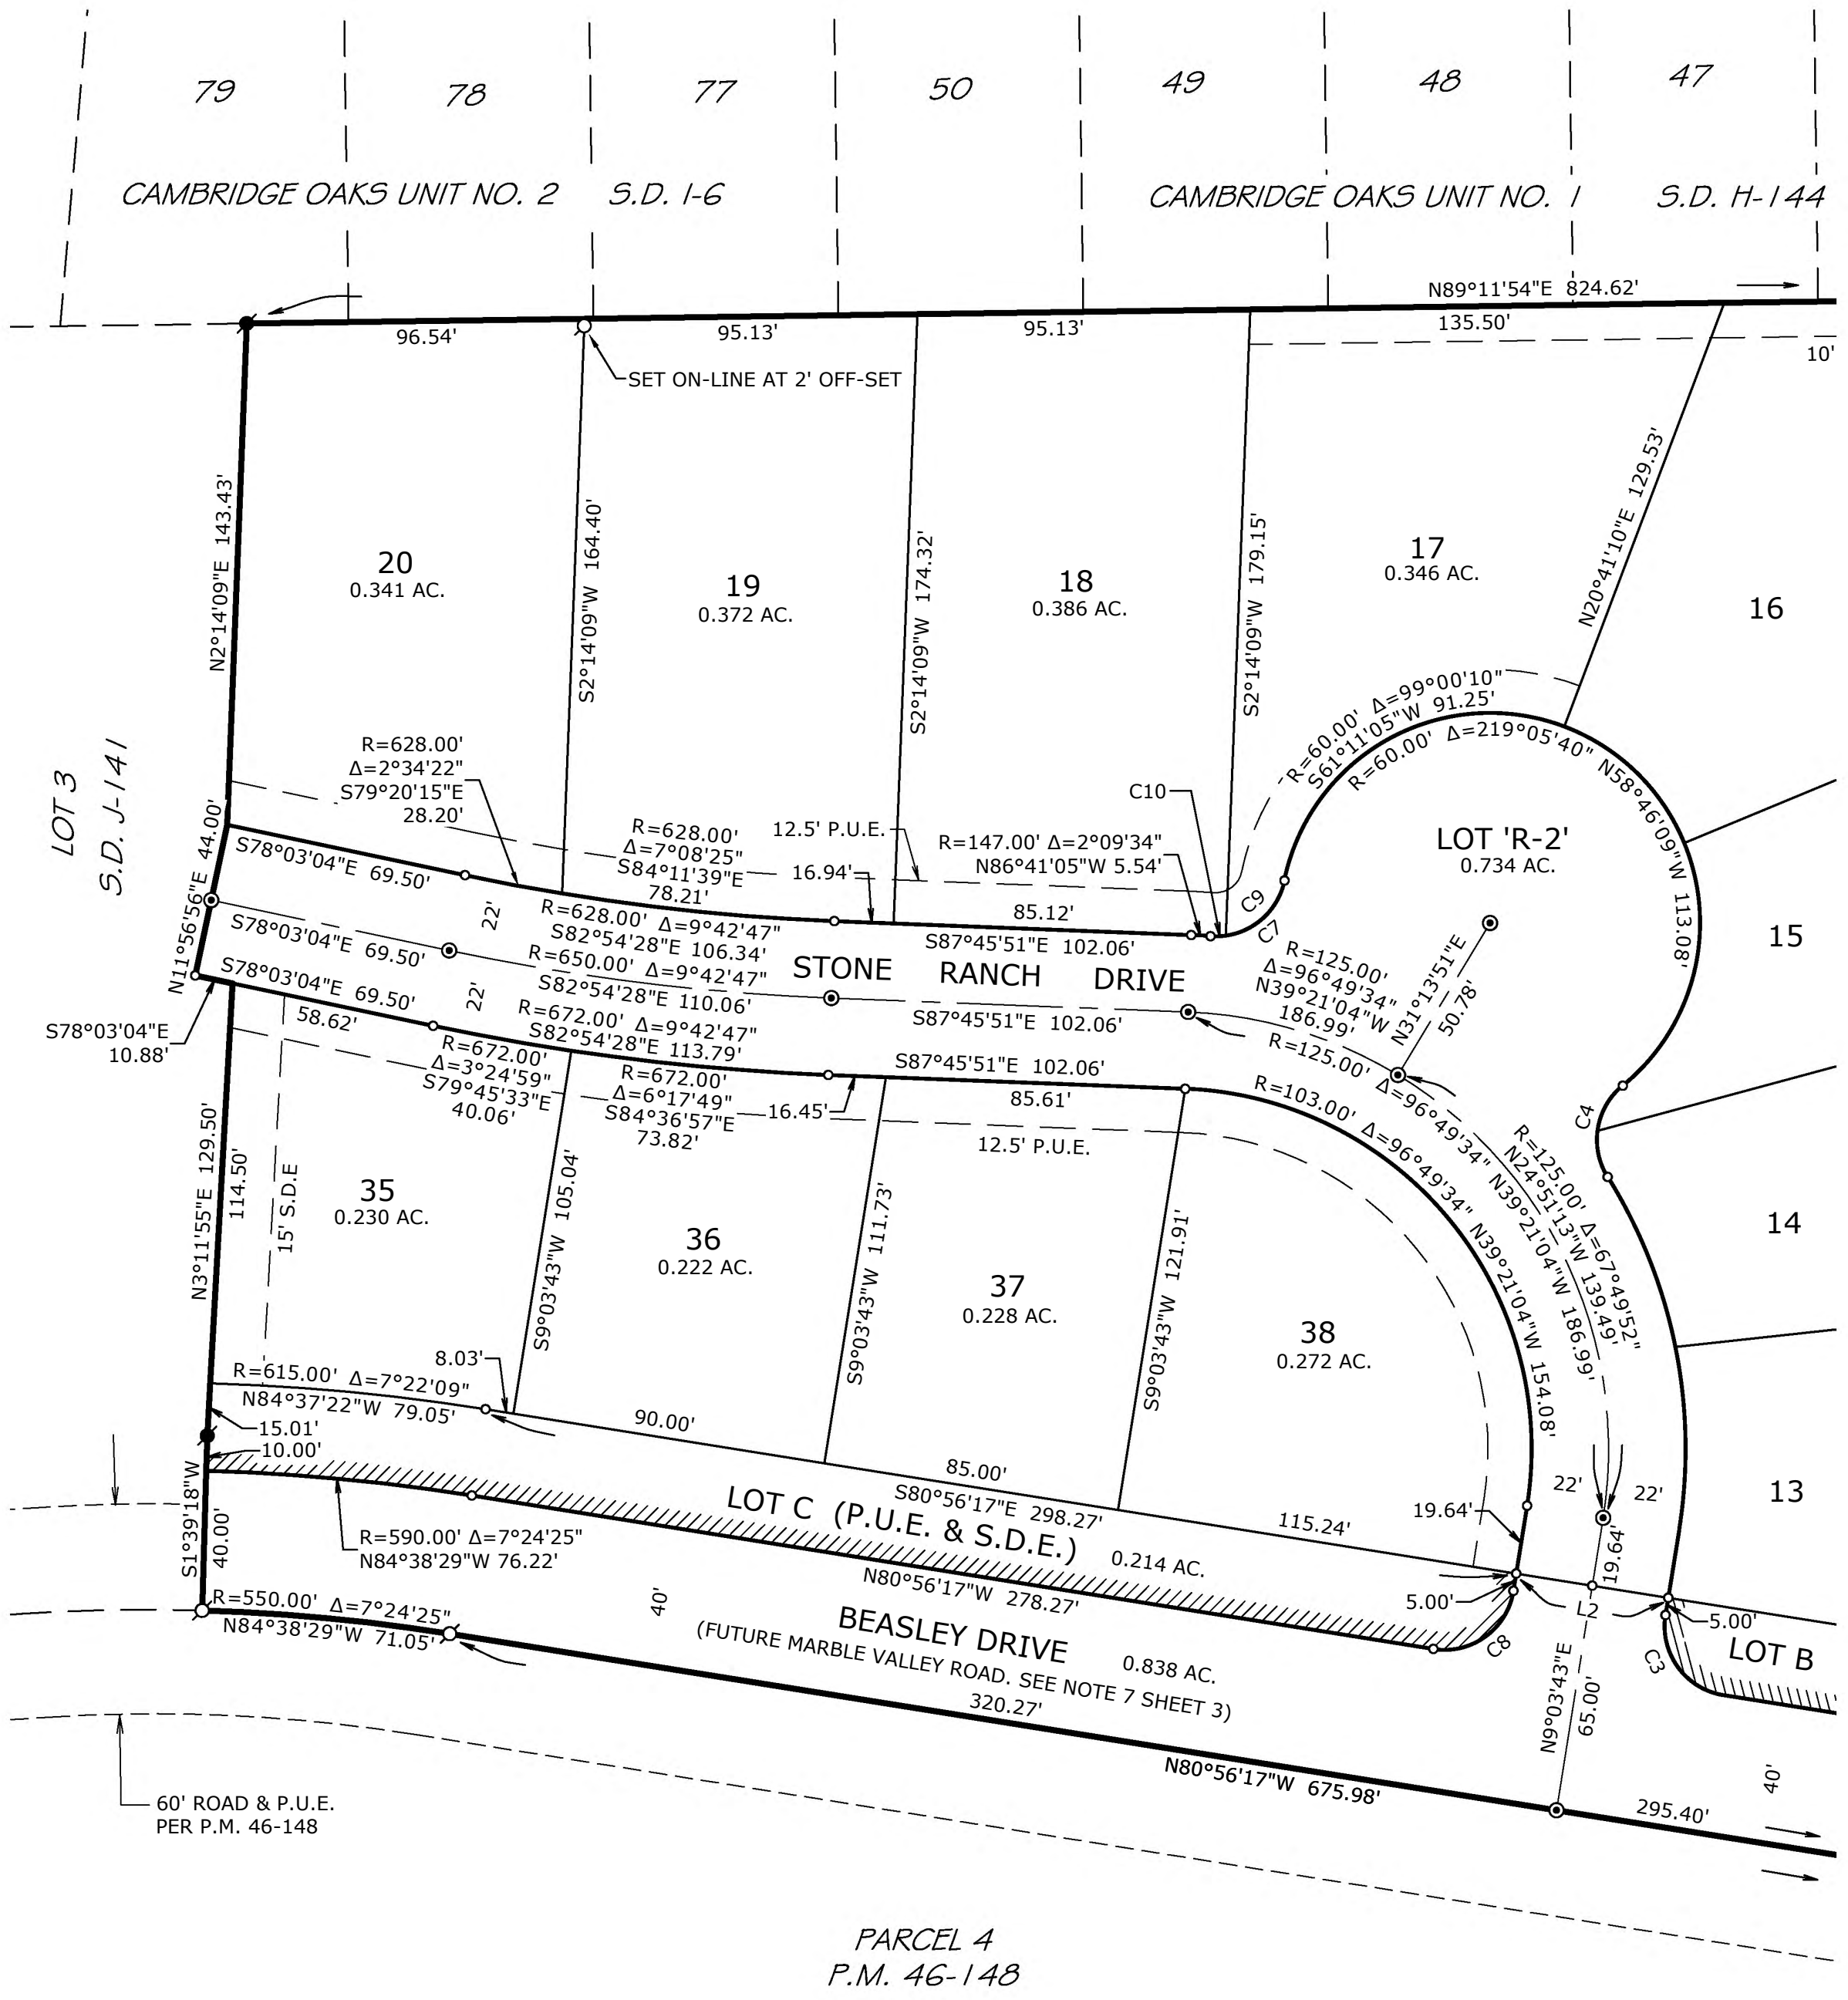 79
78
77
50
49
48
47
CAMBRIDGE OAKS UNIT NO. 2 S.D. I-6
CAMBRIDGE OAKS UNIT NO. 1 S.D. H-144
N89°11'54"E 824.62'
96.54'
95.13'
95.13'
135.50'
10'
SET ON-LINE AT 2' OFF-SET
N2°14'09"E 143.43'
20
0.341 AC.
S2°14'09"W 164.40'
19
0.372 AC.
S2°14'09"W 174.32'
18
0.386 AC.
S2°14'09"W 179.15'
17
0.346 AC.
N20°41'10"E 129.53'
16
LOT 3
S.D. J-141
R=628.00'
Δ=2°34'22"
S79°20'15"E
28.20'
R=628.00'
Δ=7°08'25"
S84°11'39"E
78.21'
12.5' P.U.E.
16.94'
C10
R=147.00' Δ=2°09'34"
N86°41'05"W 5.54'
R=60.00' Δ=99°00'10"
S61°11'05"W 91.25'
R=60.00' Δ=219°05'40" N58°46'09"W 113.08'
LOT 'R-2'
0.734 AC.
C9
C7
15
N11°56'56"E 44.00'
S78°03'04"E 69.50'
22'
S78°03'04"E 69.50'
22'
S78°03'04"E 69.50'
58.62'
S78°03'04"E
10.88'
R=628.00' Δ=9°42'47"
S82°54'28"E 106.34'
R=650.00' Δ=9°42'47"
S82°54'28"E 110.06'
R=672.00' Δ=9°42'47"
S82°54'28"E 113.79'
85.12'
S87°45'51"E 102.06'
STONE RANCH DRIVE
S87°45'51"E 102.06'
S87°45'51"E 102.06'
85.61'
R=125.00'
Δ=96°49'34"
N39°21'04"W
186.99'
N31°13'51"E
50.78'
R=125.00' Δ=96°49'34" N39°21'04"W 186.99'
R=103.00' Δ=96°49'34" N39°21'04"W 154.08'
R=125.00' Δ=67°49'52"
N24°51'13"W 139.49'
C4
14
R=672.00'
Δ=3°24'59"
S79°45'33"E
40.06'
R=672.00'
Δ=6°17'49"
S84°36'57"E
73.82'
16.45'
12.5' P.U.E.
N3°11'55"E 129.50'
114.50'
15' S.D.E
35
0.230 AC.
S9°03'43"W 105.04'
36
0.222 AC.
S9°03'43"W 111.73'
37
0.228 AC.
S9°03'43"W 121.91'
38
0.272 AC.
13
8.03'
R=615.00' Δ=7°22'09"
N84°37'22"W 79.05'
15.01'
10.00'
90.00'
85.00'
S80°56'17"E 298.27'
115.24'
19.64'
22'
22'
19.64'
S1°39'18"W
40.00'
LOT C (P.U.E. & S.D.E.) 0.214 AC.
R=590.00' Δ=7°24'25"
N84°38'29"W 76.22'
N80°56'17"W 278.27'
5.00'
L2
5.00'
C8
C3
LOT B
R=550.00' Δ=7°24'25"
N84°38'29"W 71.05'
40'
BEASLEY DRIVE 0.838 AC.
(FUTURE MARBLE VALLEY ROAD. SEE NOTE 7 SHEET 3)
320.27'
N9°03'43"E
65.00'
N80°56'17"W 675.98'
295.40'
40'
60' ROAD & P.U.E.
PER P.M. 46-148
PARCEL 4
P.M. 46-148